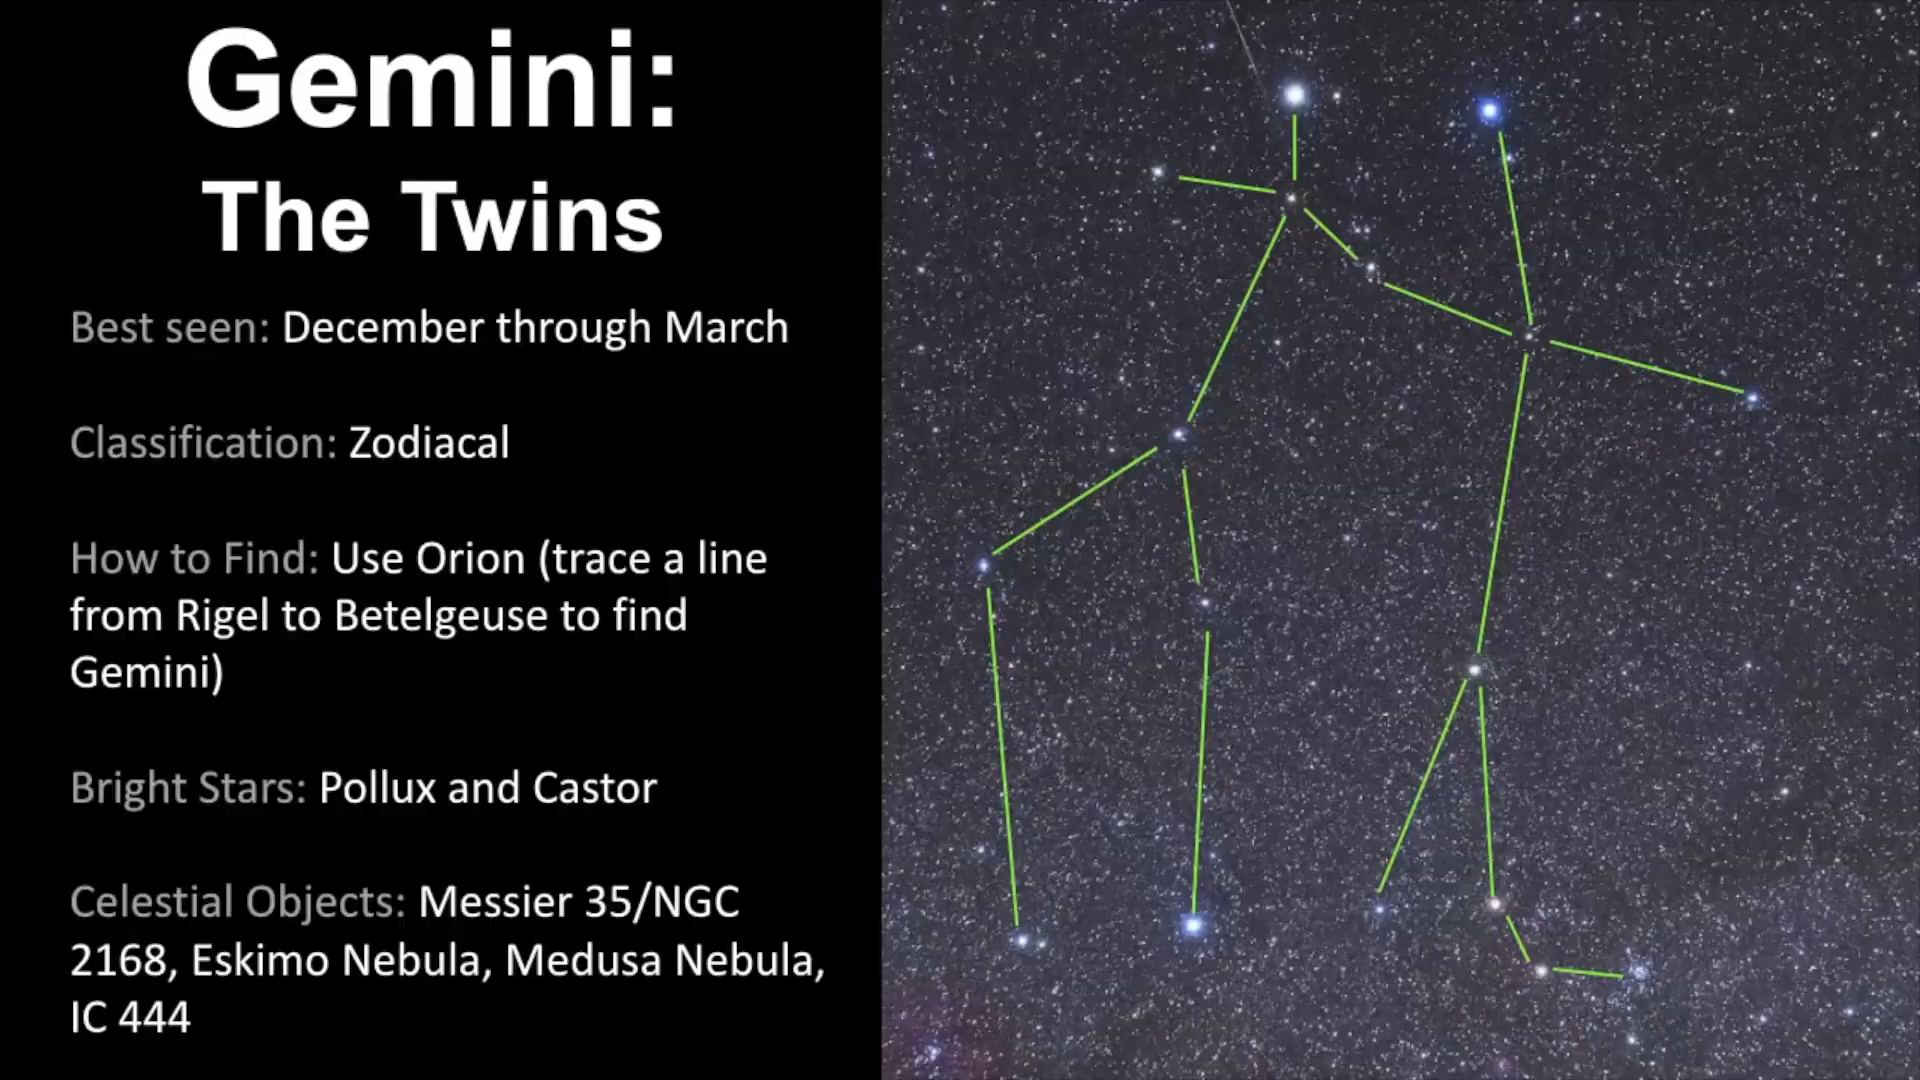 Gemini:
The Twins
Best seen: December through March
Classification: Zodiacal
How to Find: Use Orion (trace a line
from Rigel to Betelgeuse to find
Gemini)
Bright Stars: Pollux and Castor
Celestial Objects: Messier 35/NGC
2168, Eskimo Nebula, Medusa Nebula,
IC 444